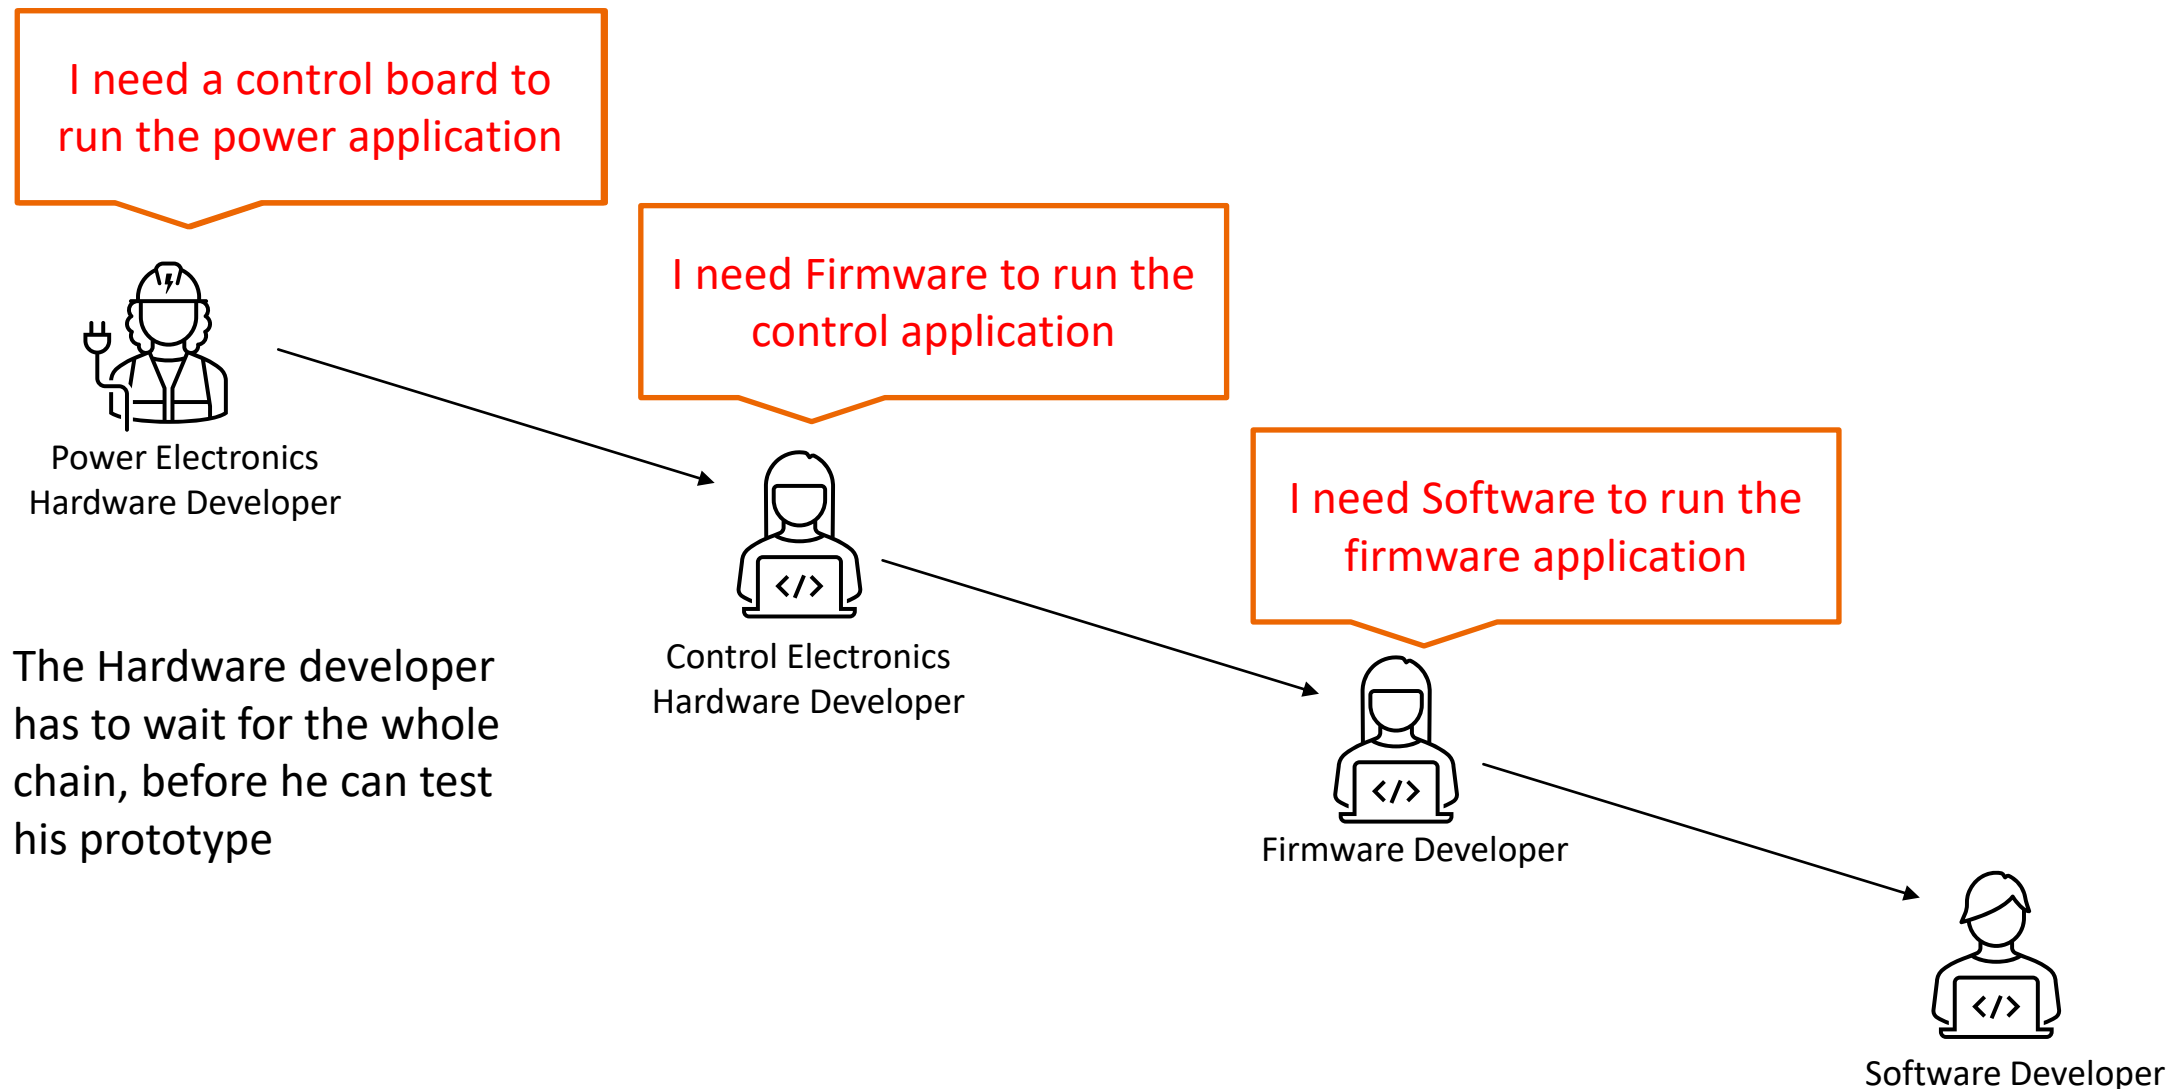 I need a control board to
run the power application
I need Firmware to run the
control application
Power Electronics
Hardware Developer
I need Software to run the
firmware application
</>
Control Electronics
Hardware Developer
The Hardware developer
has to wait for the whole
chain, before he can test
his prototype
</>
Firmware Developer
</>
Software Developer